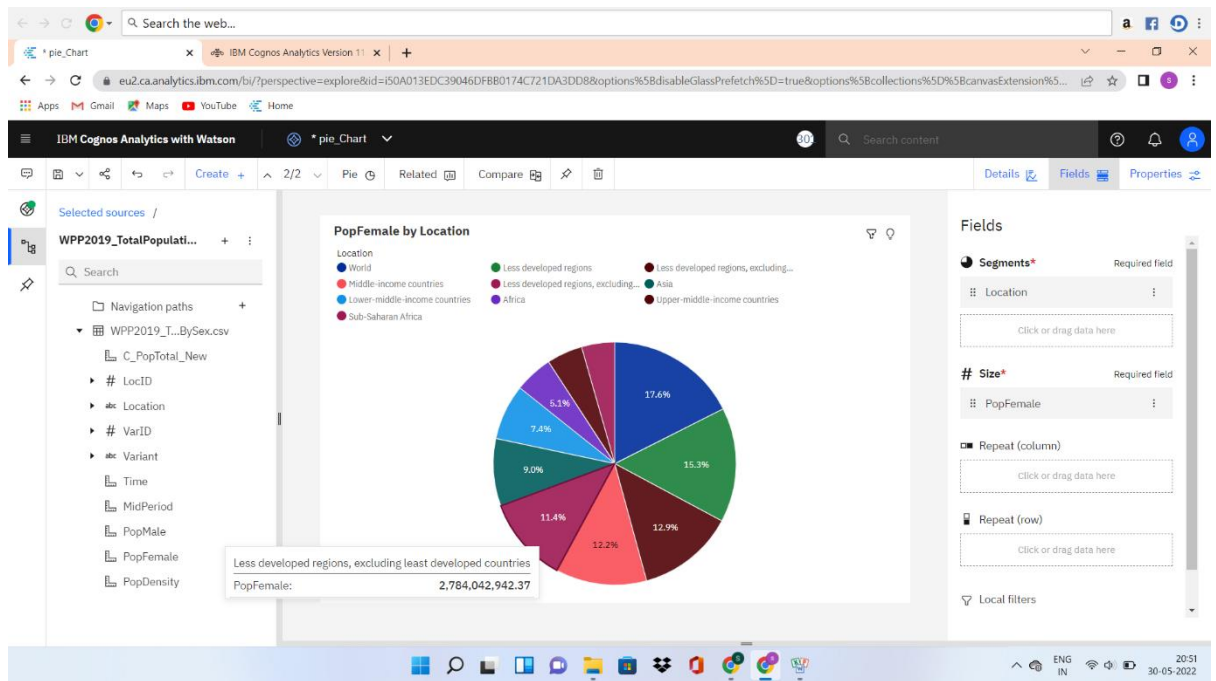 Search the web...
* pie_Chart
IBM Cognos Analytics Version 11
eu2.ca.analytics.ibm.com/bi/?perspective=explore&id=i50A013EDC39046DFBB0174C721DA3DD8&options%5BdisableGlassPrefetch%5D=true&options%5Bcollections%5D%5BcanvasExtension%5...
Apps Gmail Maps YouTube Home
IBM Cognos Analytics with Watson
* pie_Chart
301
Search content
Create + 2/2 Pie Related Compare
Details Fields Properties
Selected sources /
WPP2019_TotalPopulati...
Search
Navigation paths
WPP2019_T...BySex.csv
C_PopTotal_New
# LocID
abc Location
# VarID
abc Variant
Time
MidPeriod
PopMale
PopFemale
PopDensity
PopFemale by Location
Location
World
Less developed regions
Less developed regions, excluding...
Middle-income countries
Less developed regions, excluding...
Asia
Lower-middle-income countries
Africa
Upper-middle-income countries
Sub-Saharan Africa
17.6%
15.3%
12.9%
12.2%
11.4%
9.0%
7.4%
5.1%
Less developed regions, excluding least developed countries
PopFemale: 2,784,042,942.37
Fields
Segments* Required field
Location
Click or drag data here
# Size* Required field
PopFemale
Repeat (column)
Click or drag data here
Repeat (row)
Click or drag data here
Local filters
ENG
IN
20:51
30-05-2022